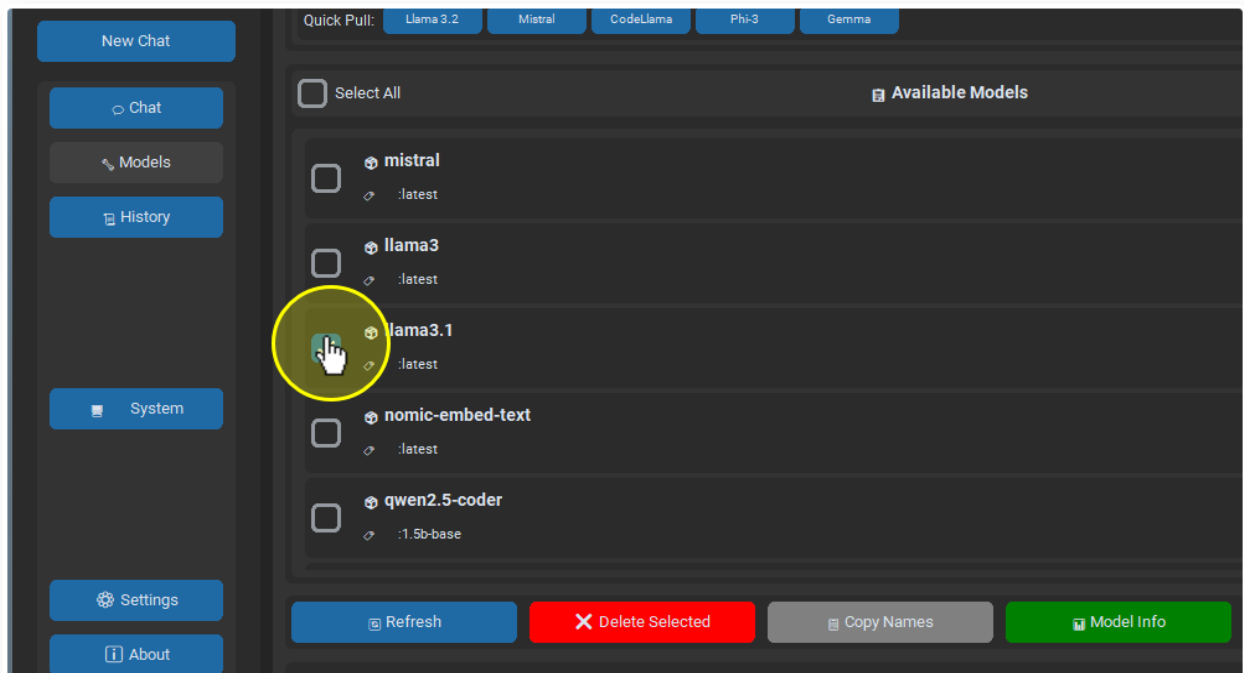 Quick Pull: Llama 3.2 Mistral CodeLlama Phi-3 Gemma
New Chat
Select All
Available Models
Chat
Models
History
System
Settings
About
mistral
:latest
llama3
:latest
llama3.1
:latest
nomic-embed-text
:latest
qwen2.5-coder
:1.5b-base
Refresh
Delete Selected
Copy Names
Model Info